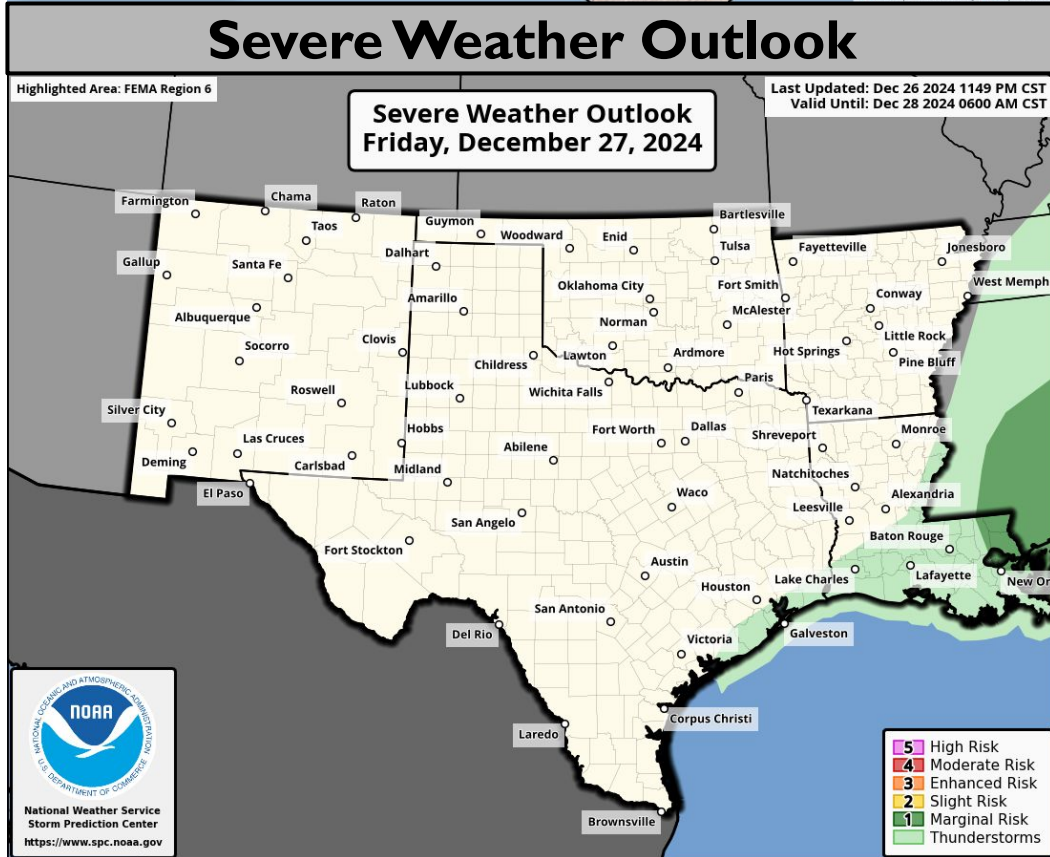 Severe Weather Outlook
Highlighted Area: FEMA Region 6
Last Updated: Dec 26 2024 1149 PM CST
Valid Until: Dec 28 2024 0600 AM CST
Severe Weather Outlook
Friday, December 27, 2024
Farmington
Chama
Raton
Taos
Guymon
Woodward
Enid
Bartlesville
Tulsa
Fayetteville
Jonesboro
Gallup
Santa Fe
Dalhart
Oklahoma City
Fort Smith
West Memph
Albuquerque
Amarillo
Norman
McAlester
Conway
Socorro
Clovis
Childress
Lawton
Ardmore
Hot Springs
Little Rock
Pine Bluff
Roswell
Lubbock
Wichita Falls
Paris
Silver City
Texarkana
Las Cruces
Hobbs
Abilene
Fort Worth
Dallas
Shreveport
Monroe
Deming
Carlsbad
Midland
Natchitoches
El Paso
Waco
Alexandria
San Angelo
Leesville
Fort Stockton
Baton Rouge
Austin
Houston
Lake Charles
Lafayette
New Or
San Antonio
Del Rio
Victoria
Galveston
Corpus Christi
Laredo
Brownsville
NATIONAL OCEANIC AND ATMOSPHERIC ADMINISTRATION
NOAA
U.S. DEPARTMENT OF COMMERCE
National Weather Service
Storm Prediction Center
https://www.spc.noaa.gov
5 High Risk
4 Moderate Risk
3 Enhanced Risk
2 Slight Risk
1 Marginal Risk
Thunderstorms